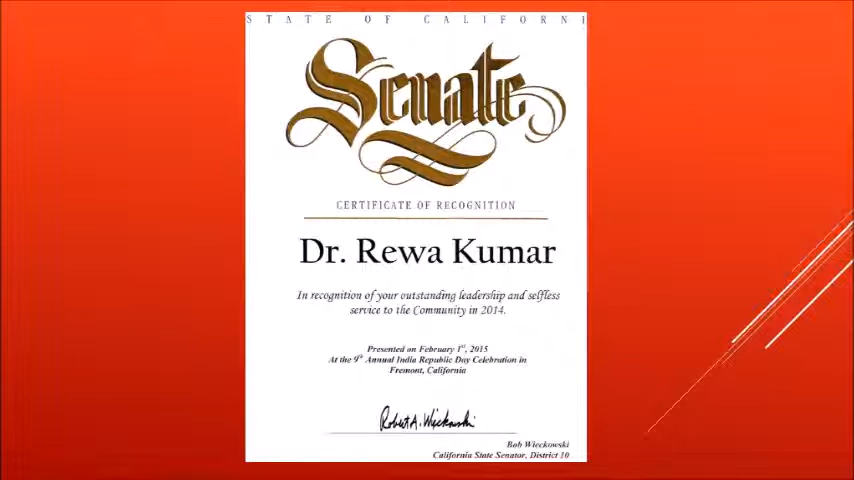 STATE OF CALIFORNI
Senate
CERTIFICATE OF RECOGNITION
Dr. Rewa Kumar
In recognition of your outstanding leadership and selfless
service to the Community in 2014.
Presented on February 1st, 2015
At the 9th Annual India Republic Day Celebration in
Fremont, California
Robert A. Wieckowski
Bob Wieckowski
California State Senator, District 10